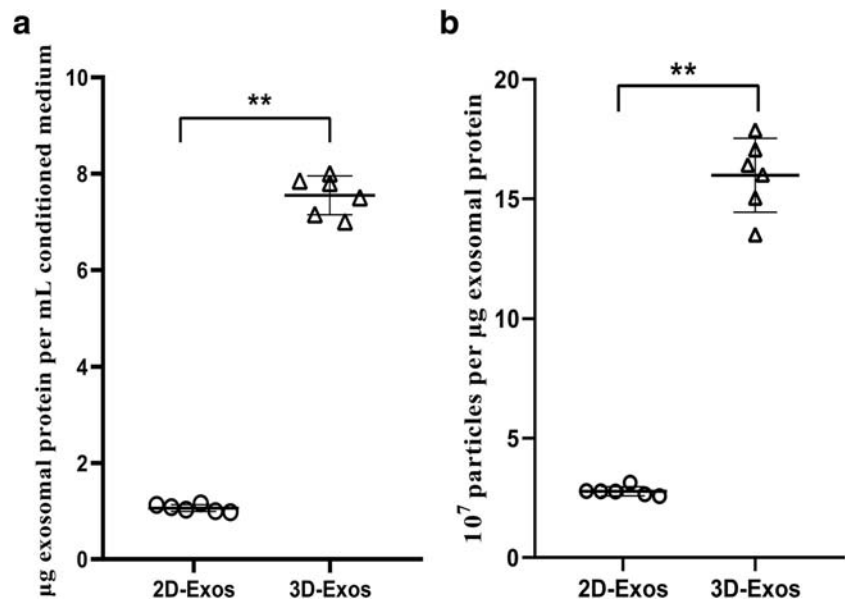 a
µg exosomal protein per mL conditioned medium
10
8
6
4
2
0
**
2D-Exos
3D-Exos
b
10⁷ particles per µg exosomal protein
20
15
10
5
0
**
2D-Exos
3D-Exos